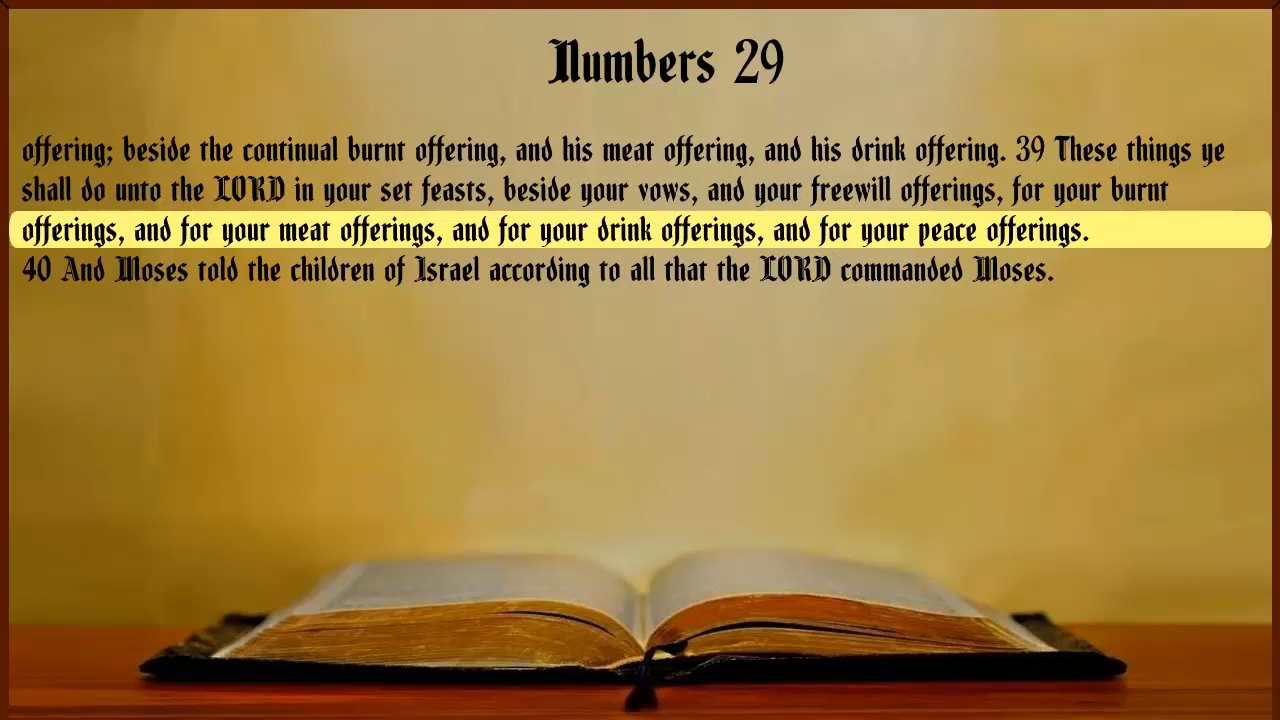 Numbers 29
offering; beside the continual burnt offering, and his meat offering, and his drink offering. 39 These things ye
shall do unto the LORD in your set feasts, beside your vows, and your freewill offerings, for your burnt
offerings, and for your meat offerings, and for your drink offerings, and for your peace offerings.
40 And Moses told the children of Israel according to all that the LORD commanded Moses.